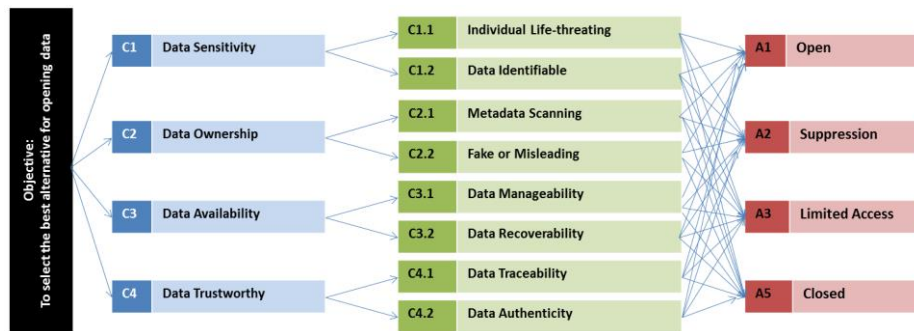 Objective:
To select the best alternative for opening data
C1 Data Sensitivity
C2 Data Ownership
C3 Data Availability
C4 Data Trustworthy
C1.1 Individual Life-threating
C1.2 Data Identifiable
C2.1 Metadata Scanning
C2.2 Fake or Misleading
C3.1 Data Manageability
C3.2 Data Recoverability
C4.1 Data Traceability
C4.2 Data Authenticity
A1 Open
A2 Suppression
A3 Limited Access
A5 Closed